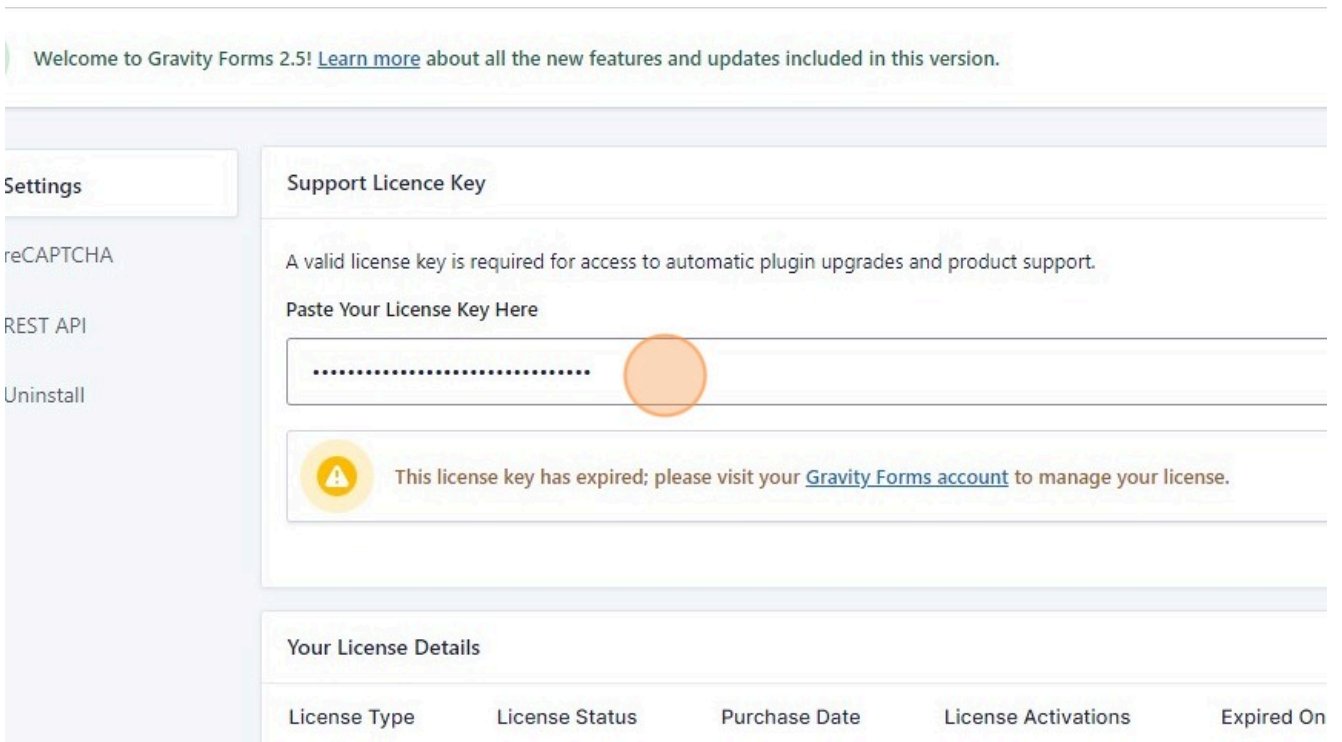 Welcome to Gravity Forms 2.5! Learn more about all the new features and updates included in this version.
Settings
reCAPTCHA
REST API
Uninstall
Support Licence Key
A valid license key is required for access to automatic plugin upgrades and product support.
Paste Your License Key Here
••••••••••••••••••••••••••••••••
This license key has expired; please visit your Gravity Forms account to manage your license.
Your License Details
License Type License Status Purchase Date License Activations Expired On